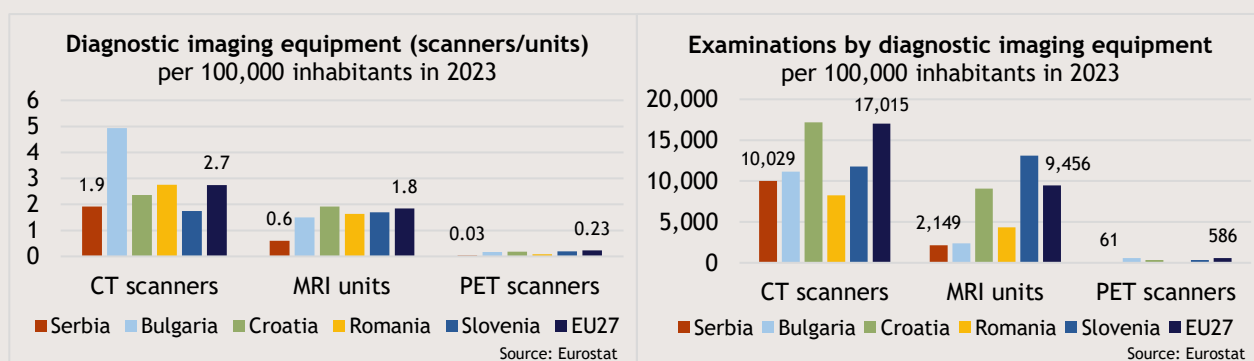 Diagnostic imaging equipment (scanners/units)
per 100,000 inhabitants in 2023
6
5
4
3
2
1
0
1.9
2.7
0.6
1.8
0.03
0.23
CT scanners
MRI units
PET scanners
Serbia
Bulgaria
Croatia
Romania
Slovenia
EU27
Source: Eurostat
Examinations by diagnostic imaging equipment
per 100,000 inhabitants in 2023
20,000
15,000
10,000
5,000
0
10,029
17,015
2,149
9,456
61
586
CT scanners
MRI units
PET scanners
Serbia
Bulgaria
Croatia
Romania
Slovenia
EU27
Source: Eurostat